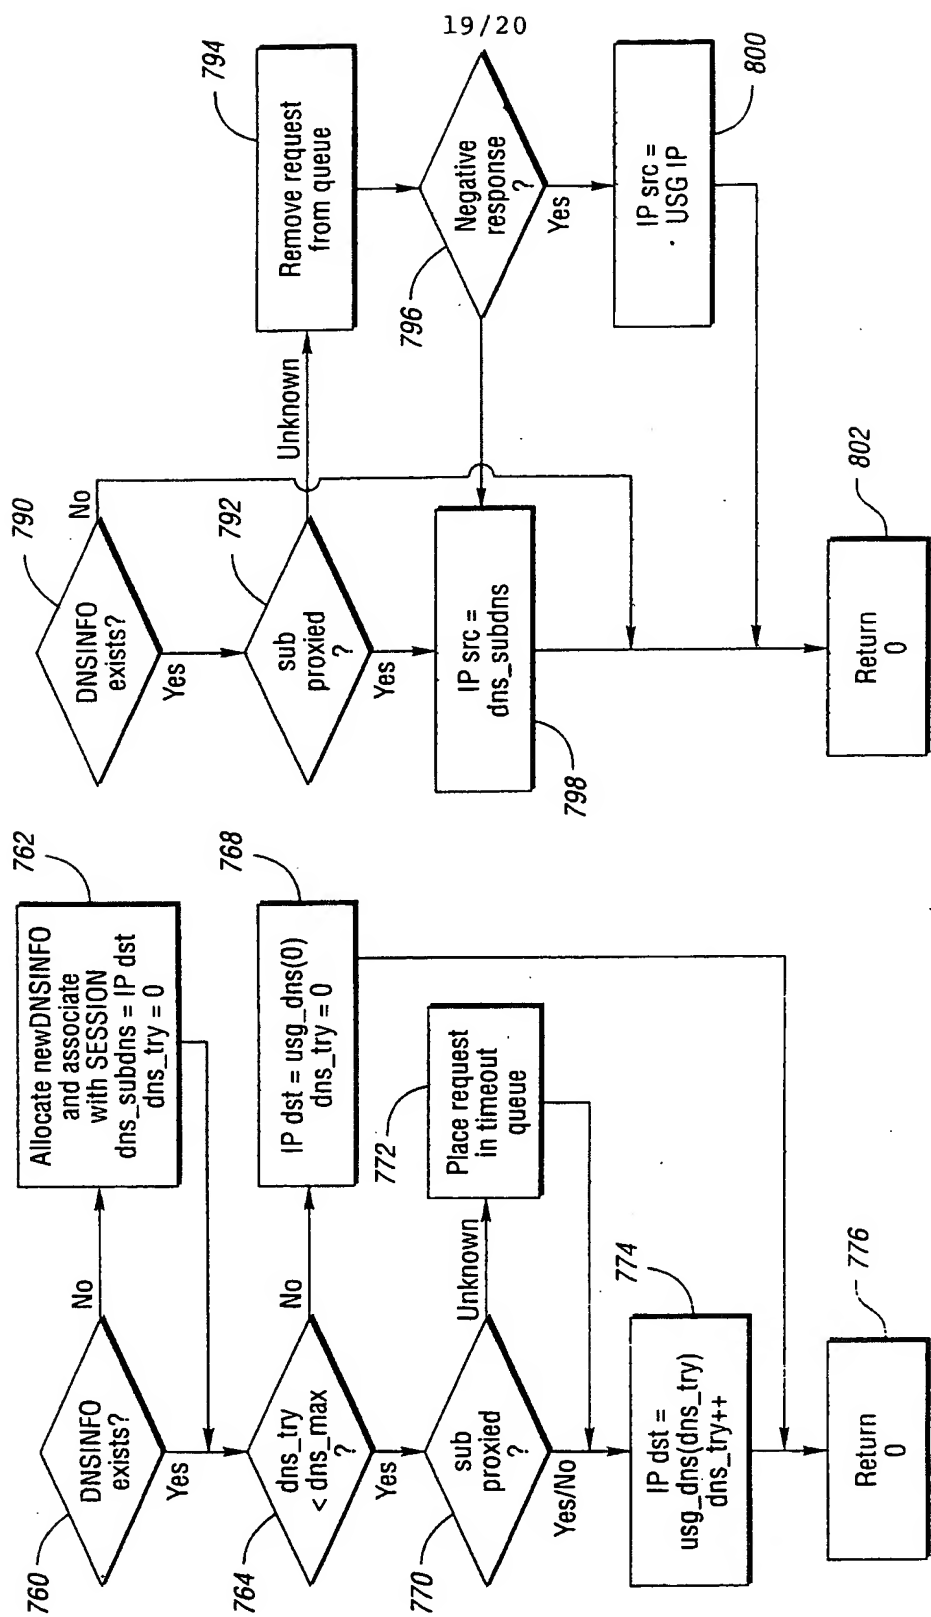 19/20
760
DNSINFO
exists?
No
Yes
762
Allocate newDNSINFO
and associate
with SESSION
dns_subdns = IP dst
dns_try = 0
764
dns_try
< dns_max
?
No
Yes
768
IP dst = usg_dns(0)
dns_try = 0
770
sub
proxied
?
Unknown
Yes/No
772
Place request
in timeout
queue
774
IP dst =
usg_dns(dns_try)
dns_try++
776
Return
0
790
DNSINFO
exists?
No
Yes
792
sub
proxied
?
Unknown
Yes
794
Remove request
from queue
796
Negative
response
?
Yes
798
IP src =
dns_subdns
800
IP src =
USG IP
802
Return
0